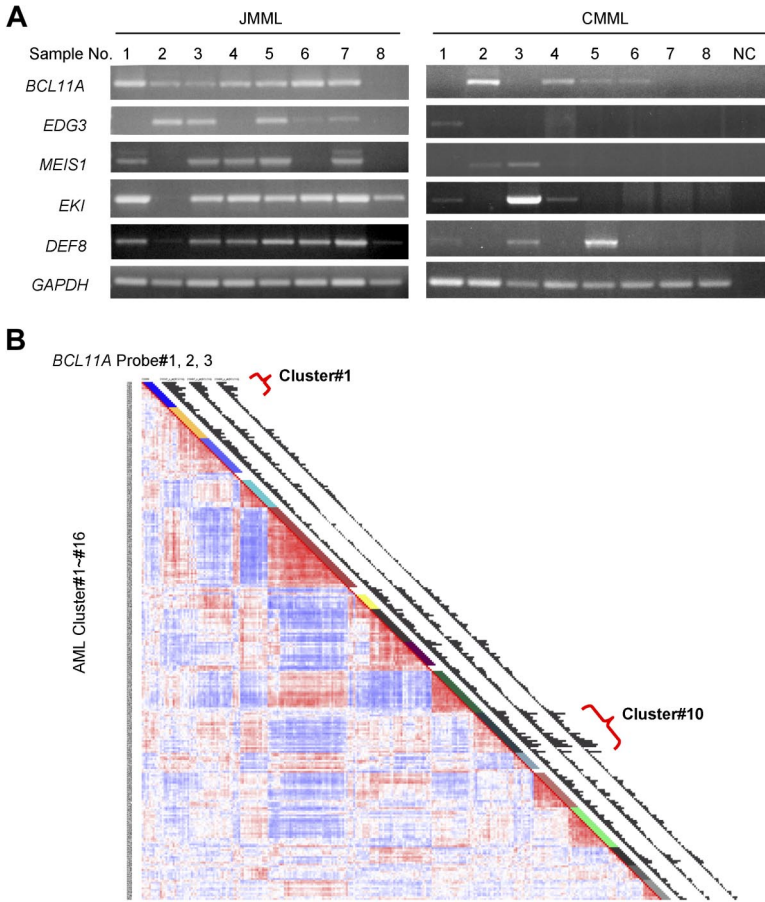 A
JMML
CMML
Sample No. 1 2 3 4 5 6 7 8
1 2 3 4 5 6 7 8 NC
BCL11A
EDG3
MEIS1
EKI
DEF8
GAPDH
B
BCL11A Probe#1, 2, 3
Cluster#1
AML Cluster#1~#16
Cluster#10